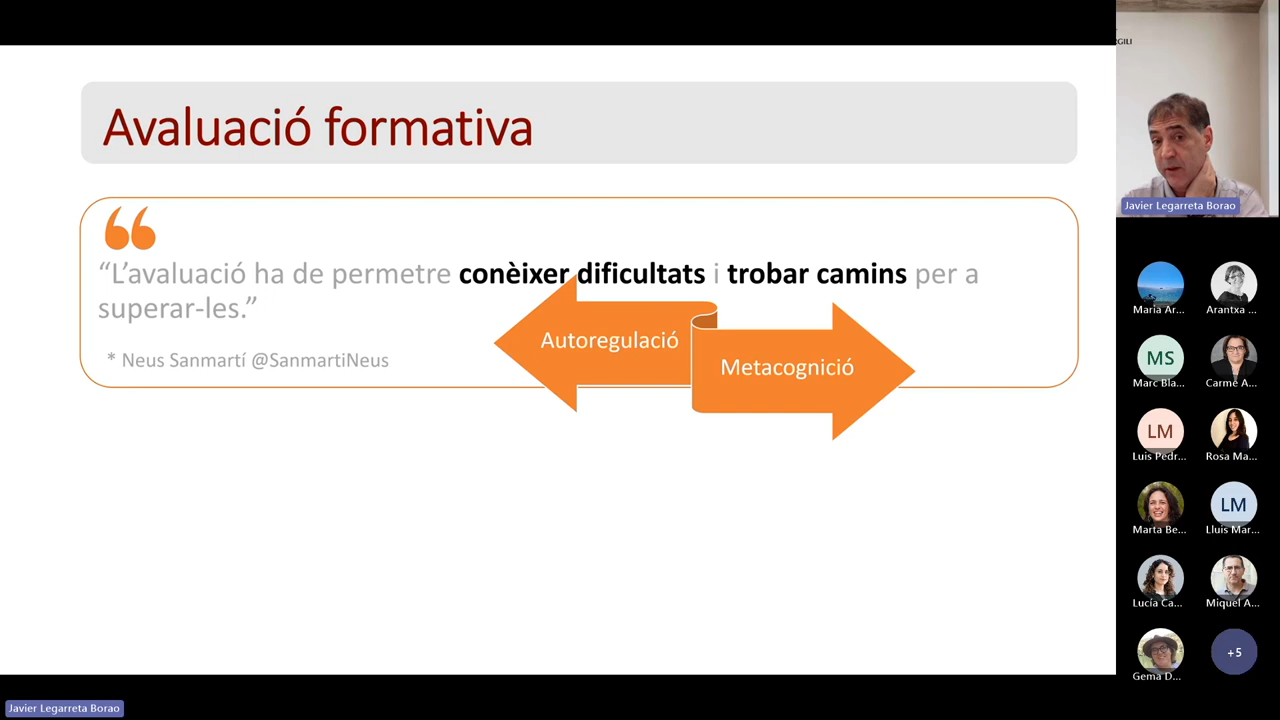 Avaluació formativa
“L’avaluació ha de permetre conèixer dificultats i trobar camins per a
superar-les.”
* Neus Sanmartí @SanmartiNeus
Autoregulació
Metacognició
Javier Legarreta Borao
Maria Ar...
Arantxa ...
MS
Marc Bla...
Carme A...
LM
Luis Pedr...
Rosa Ma...
Marta Be...
LM
Lluis Mar...
Lucía Ca...
Miquel A...
Gema D...
+5
Javier Legarreta Borao